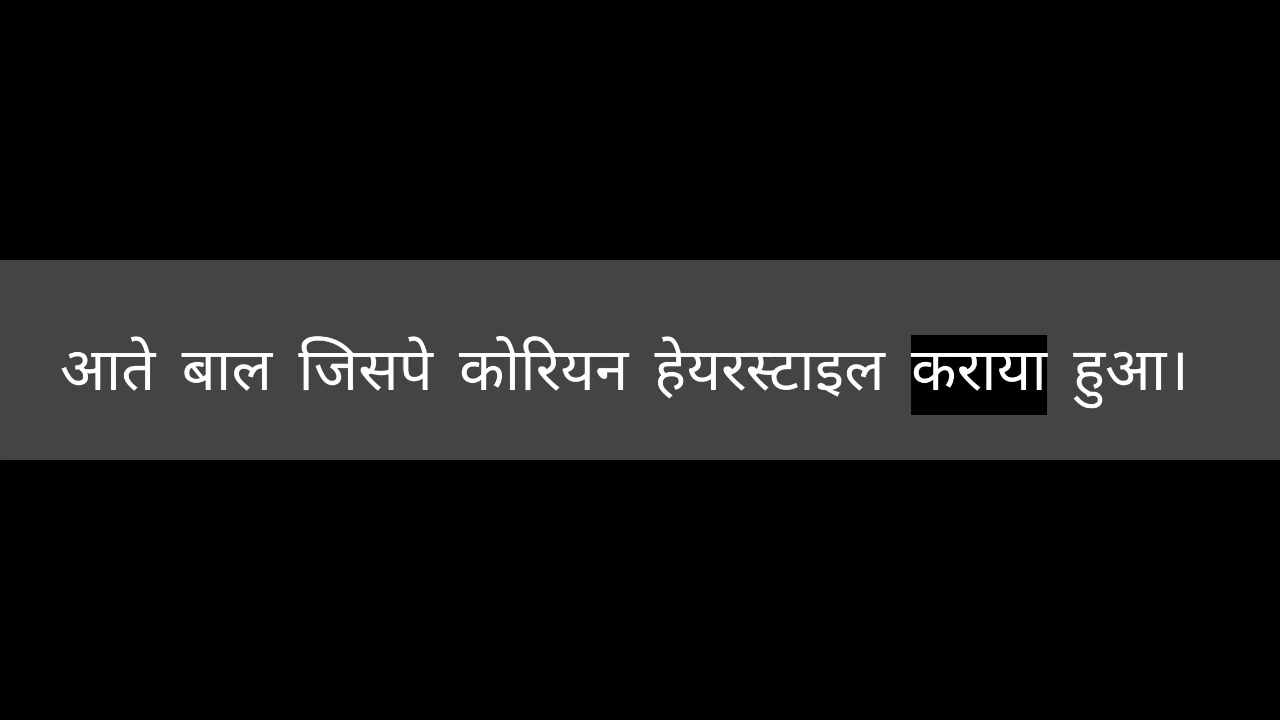 आते बाल जिसपे कोरियन हेयरस्टाइल कराया हुआ।